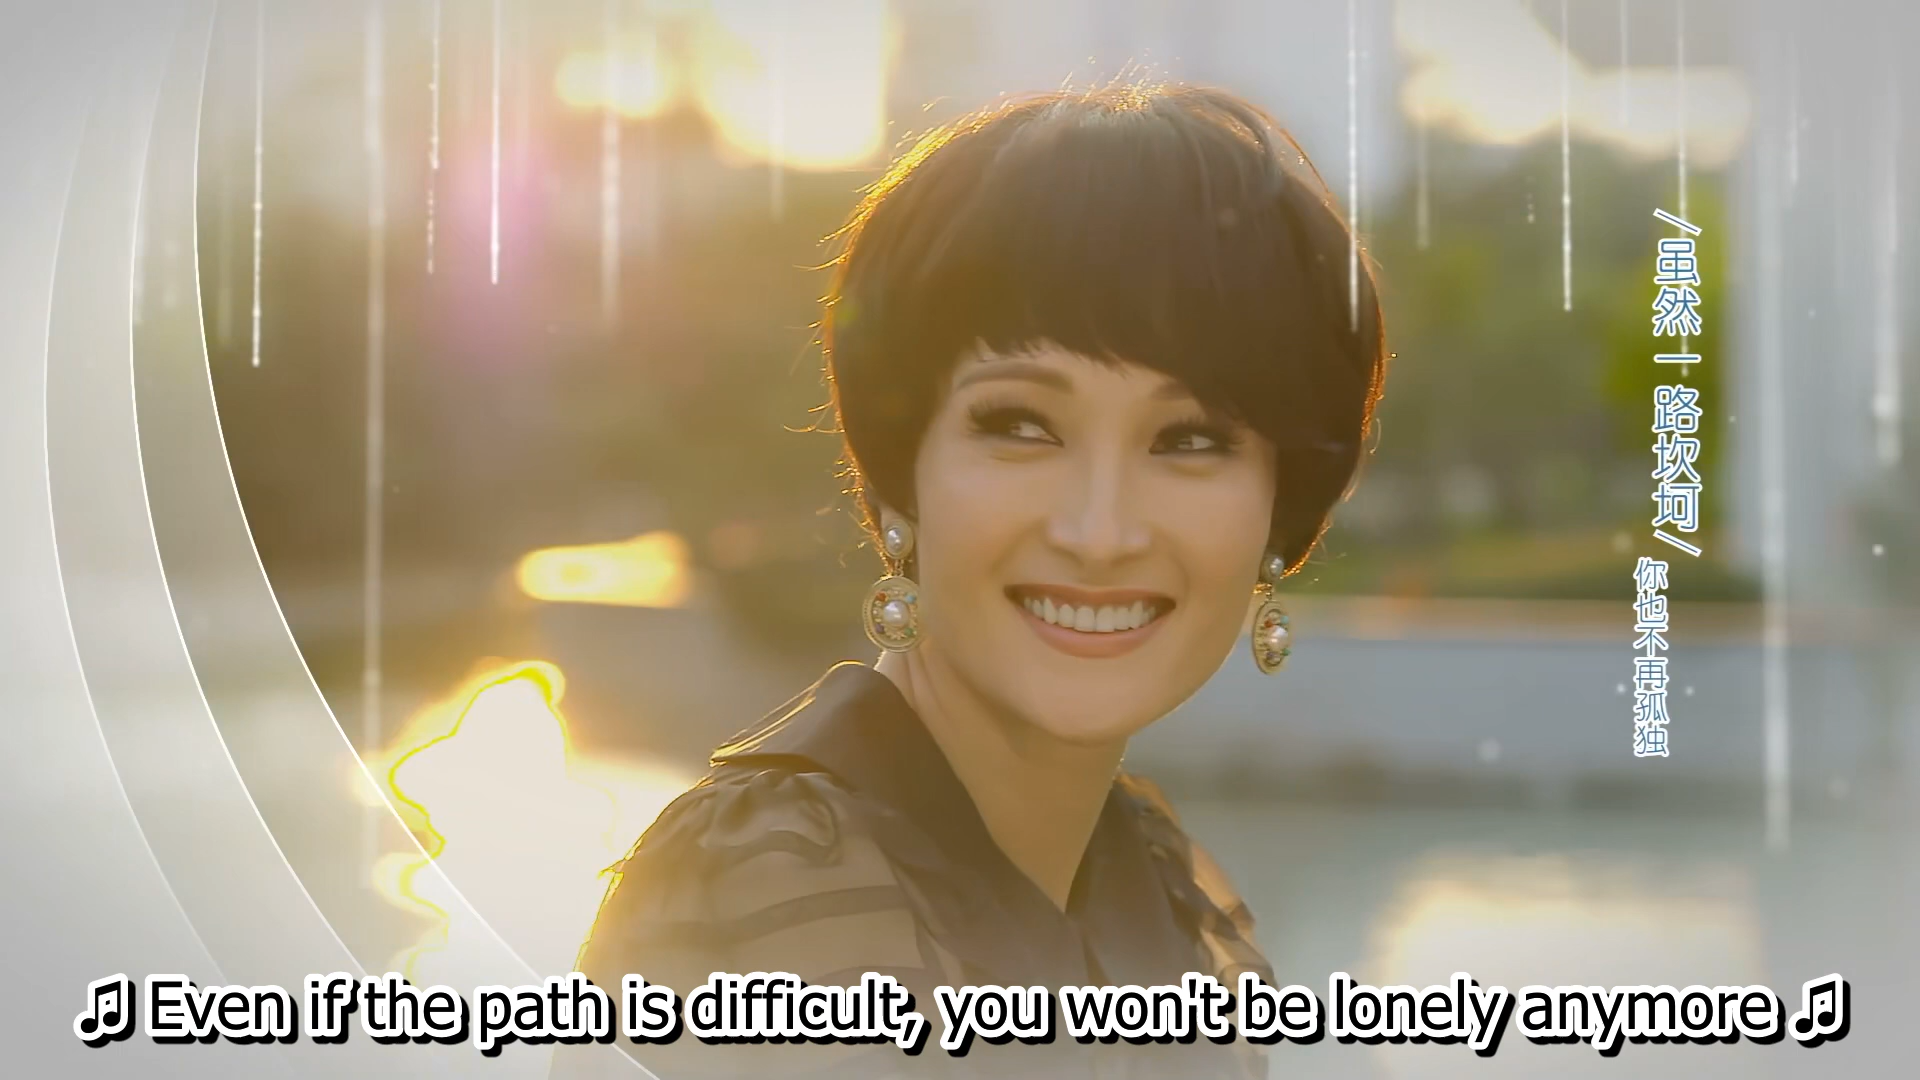 虽然一路坎坷
你也不再孤独
♫ Even if the path is difficult, you won't be lonely anymore ♫